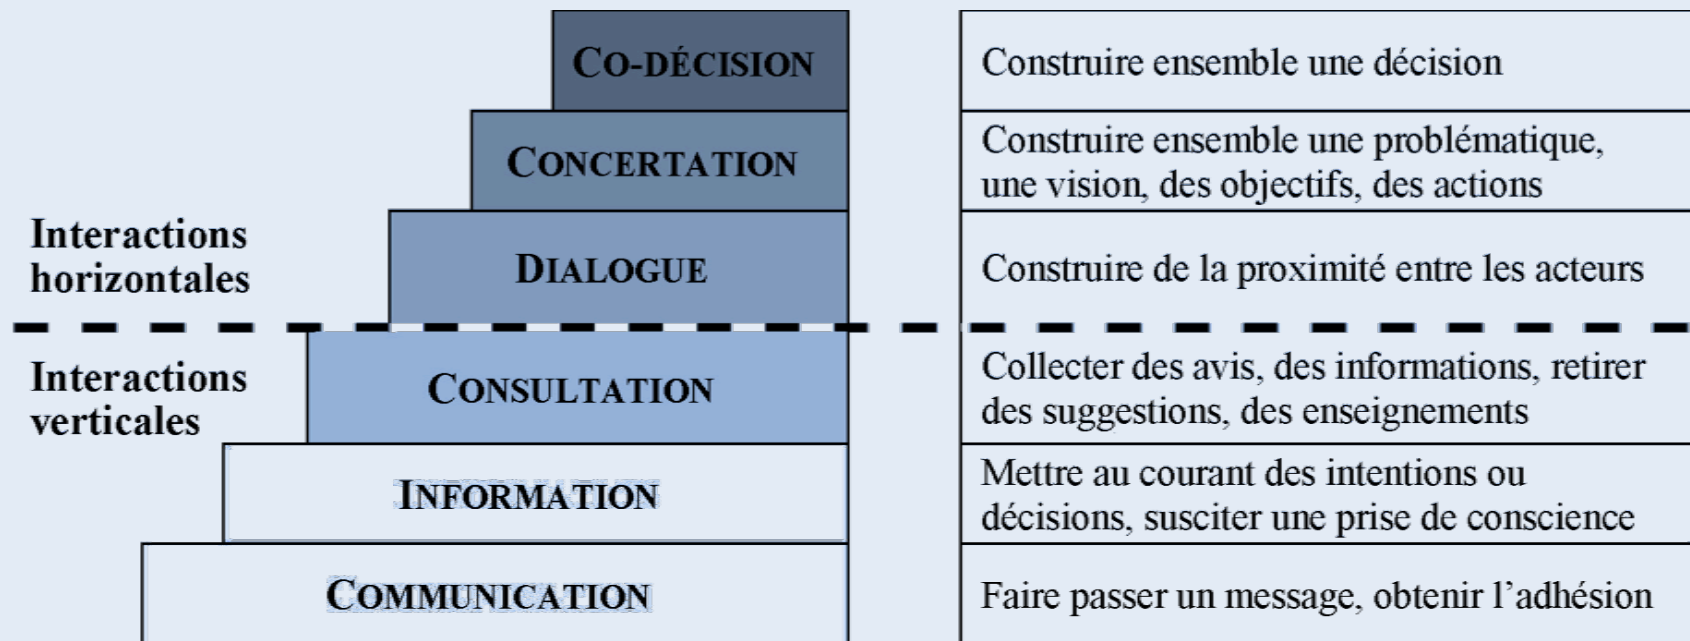 CO-DÉCISION
Construire ensemble une décision
CONCERTATION
Construire ensemble une problématique,
une vision, des objectifs, des actions
Interactions
horizontales
DIALOGUE
Construire de la proximité entre les acteurs
Interactions
verticales
CONSULTATION
Collecter des avis, des informations, retirer
des suggestions, des enseignements
INFORMATION
Mettre au courant des intentions ou
décisions, susciter une prise de conscience
COMMUNICATION
Faire passer un message, obtenir l’adhésion